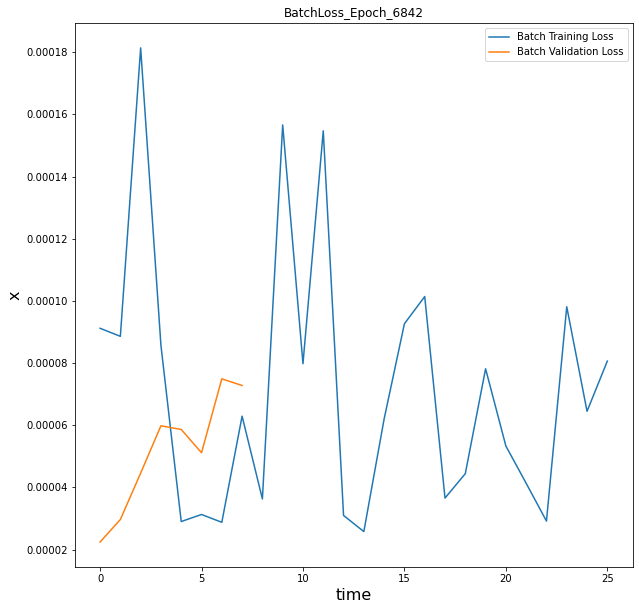 BatchLoss_Epoch_6842
Batch Training Loss
Batch Validation Loss
0.00018
0.00016
0.00014
0.00012
0.00010
0.00008
0.00006
0.00004
0.00002
x
0 5 10 15 20 25
time